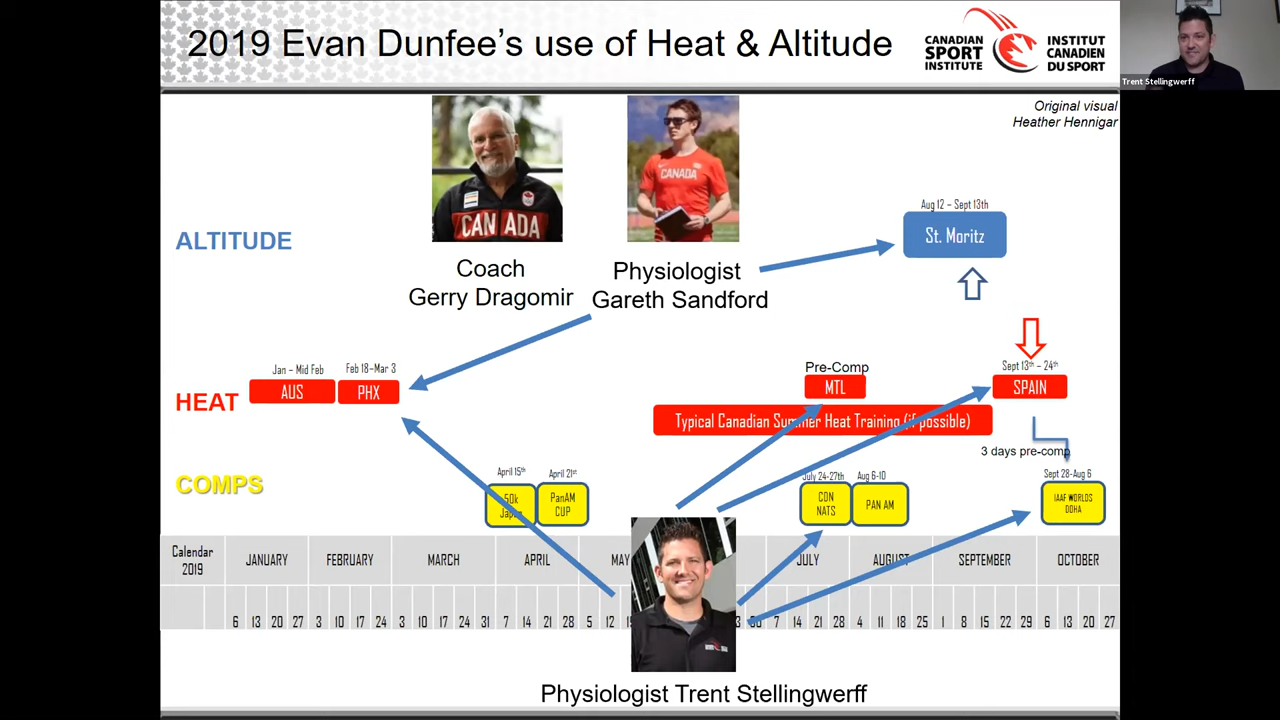 2019 Evan Dunfee's use of Heat & Altitude
CANADIAN
SPORT
INSTITUTE
INSTITUT
CANADIEN
DU SPORT
Trent Stellingwerff
Original visual
Heather Hennigar
CANADA
CANADA
Aug 12 – Sept 13th
ALTITUDE
St. Moritz
Coach
Gerry Dragomir
Physiologist
Gareth Sandford
Jan – Mid Feb
Feb 18–Mar 3
Pre-Comp
Sept 13th – 24th
HEAT
AUS
PHX
MTL
SPAIN
Typical Canadian Summer Heat Training (if possible)
3 days pre-comp
COMPS
April 15th
April 21st
July 24-27th
Aug 6-10
Sept 28-Aug 6
50k
Japan
PanAM
CUP
CDN
NATS
PAN AM
IAAF WORLDS
DOHA
Calendar
2019
JANUARY
FEBRUARY
MARCH
APRIL
MAY
JULY
AUGUST
SEPTEMBER
OCTOBER
6 13 20 27 3 10 17 24 3 10 17 24 31 7 14 21 28 5 12 30 7 14 21 28 4 11 18 25 1 8 15 22 29 6 13 20 27
Physiologist Trent Stellingwerff